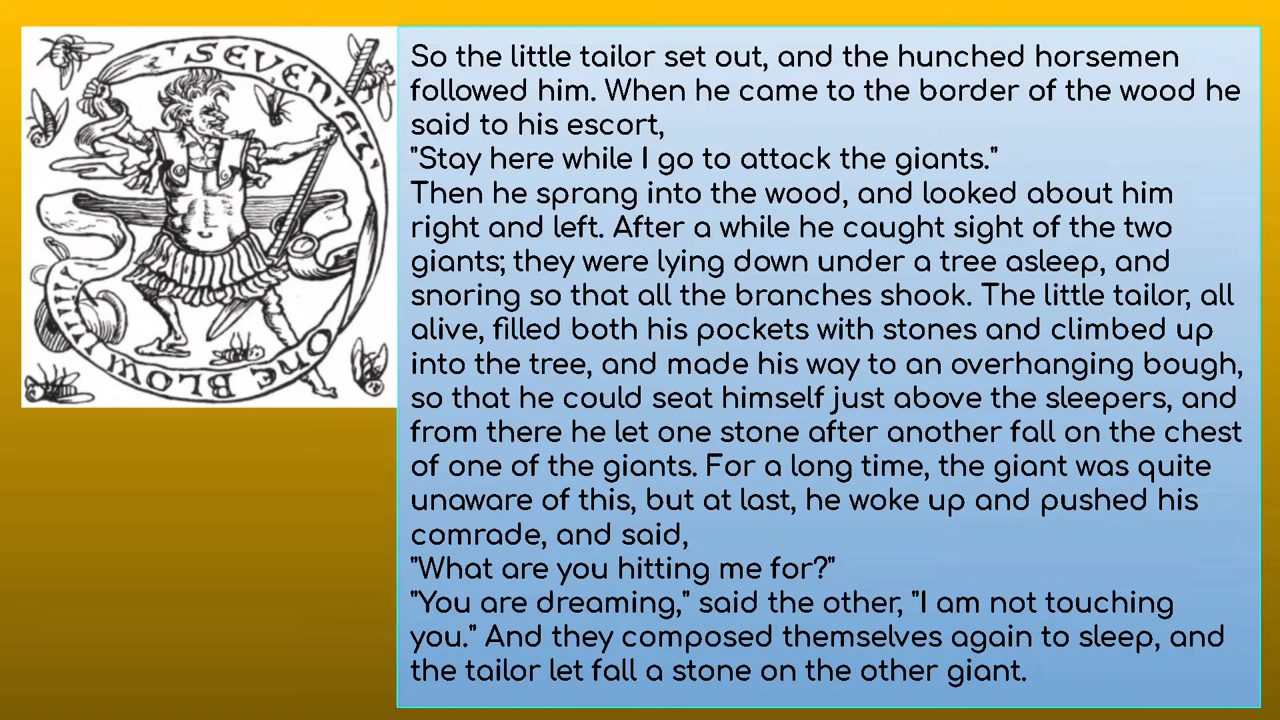 SEVEN AT
ONE BLOW
So the little tailor set out, and the hunched horsemen
followed him. When he came to the border of the wood he
said to his escort,
"Stay here while I go to attack the giants."
Then he sprang into the wood, and looked about him
right and left. After a while he caught sight of the two
giants; they were lying down under a tree asleep, and
snoring so that all the branches shook. The little tailor, all
alive, filled both his pockets with stones and climbed up
into the tree, and made his way to an overhanging bough,
so that he could seat himself just above the sleepers, and
from there he let one stone after another fall on the chest
of one of the giants. For a long time, the giant was quite
unaware of this, but at last, he woke up and pushed his
comrade, and said,
"What are you hitting me for?"
"You are dreaming," said the other, "I am not touching
you." And they composed themselves again to sleep, and
the tailor let fall a stone on the other giant.